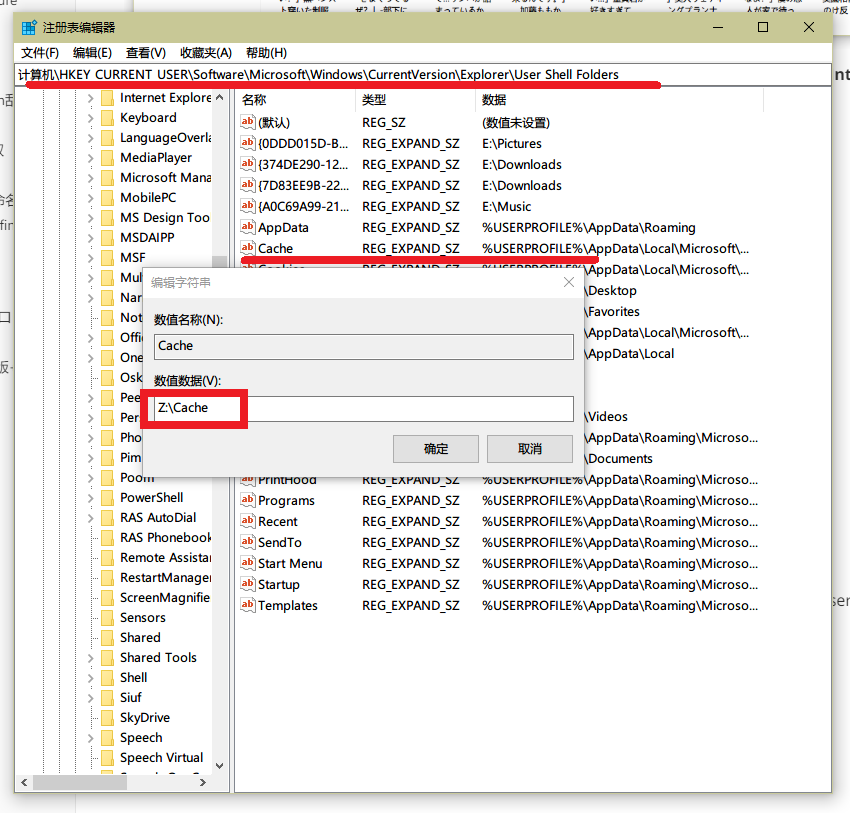 注册表编辑器
文件(F) 编辑(E) 查看(V) 收藏夹(A) 帮助(H)
计算机\HKEY_CURRENT_USER\Software\Microsoft\Windows\CurrentVersion\Explorer\User Shell Folders
Internet Explore
Keyboard
LanguageOverla
MediaPlayer
Microsoft Mana
MobilePC
MS Design Too
MSDAIPP
MSF
Mul
Nar
Not
Offi
One
Osk
Pee
Per
Pho
Pim
Poom
PowerShell
RAS AutoDial
RAS Phonebook
Remote Assistar
RestartManager
ScreenMagnifie
Sensors
Shared
Shared Tools
Shell
Siuf
SkyDrive
Speech
Speech Virtual
名称 类型 数据
(默认) REG_SZ (数值未设置)
{0DDD015D-B... REG_EXPAND_SZ E:\Pictures
{374DE290-12... REG_EXPAND_SZ E:\Downloads
{7D83EE9B-22... REG_EXPAND_SZ E:\Downloads
{A0C69A99-21... REG_EXPAND_SZ E:\Music
AppData REG_EXPAND_SZ %USERPROFILE%\AppData\Roaming
Cache REG_EXPAND_SZ %USERPROFILE%\AppData\Local\Microsoft\...
\AppData\Local\Microsoft\...
\Desktop
\Favorites
\AppData\Local\Microsoft\...
\AppData\Local
\Videos
\AppData\Roaming\Microso...
\Documents
PrintHood REG_EXPAND_SZ %USERPROFILE%\AppData\Roaming\Microso...
Programs REG_EXPAND_SZ %USERPROFILE%\AppData\Roaming\Microso...
Recent REG_EXPAND_SZ %USERPROFILE%\AppData\Roaming\Microso...
SendTo REG_EXPAND_SZ %USERPROFILE%\AppData\Roaming\Microso...
Start Menu REG_EXPAND_SZ %USERPROFILE%\AppData\Roaming\Microso...
Startup REG_EXPAND_SZ %USERPROFILE%\AppData\Roaming\Microso...
Templates REG_EXPAND_SZ %USERPROFILE%\AppData\Roaming\Microso...
编辑字符串
数值名称(N):
Cache
数值数据(V):
Z:\Cache
确定 取消